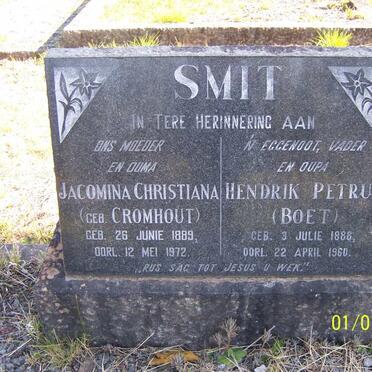 SMIT
IN TERE HERINNERING AAN
ONS MOEDER
EN OUMA
JACOMINA CHRISTIANA
(GEB. CROMHOUT)
GEB. 26 JUNIE 1889,
OORL. 12 MEI 1972.
'N EGGENOOT, VADER
EN OUPA
HENDRIK PETRU
(BOET)
GEB. 3 JULIE 1888,
OORL. 22 APRIL 1960.
"RUS SAG TOT JESUS U WEK."
01/0